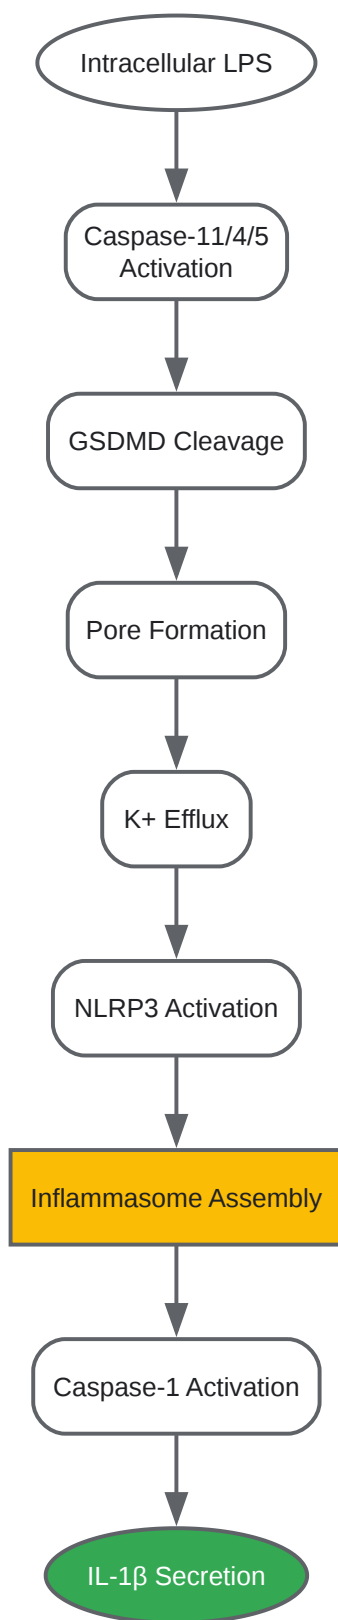 Intracellular LPS
Caspase-11/4/5
Activation
GSDMD Cleavage
Pore Formation
K+ Efflux
NLRP3 Activation
Inflammasome Assembly
Caspase-1 Activation
IL-1β Secretion